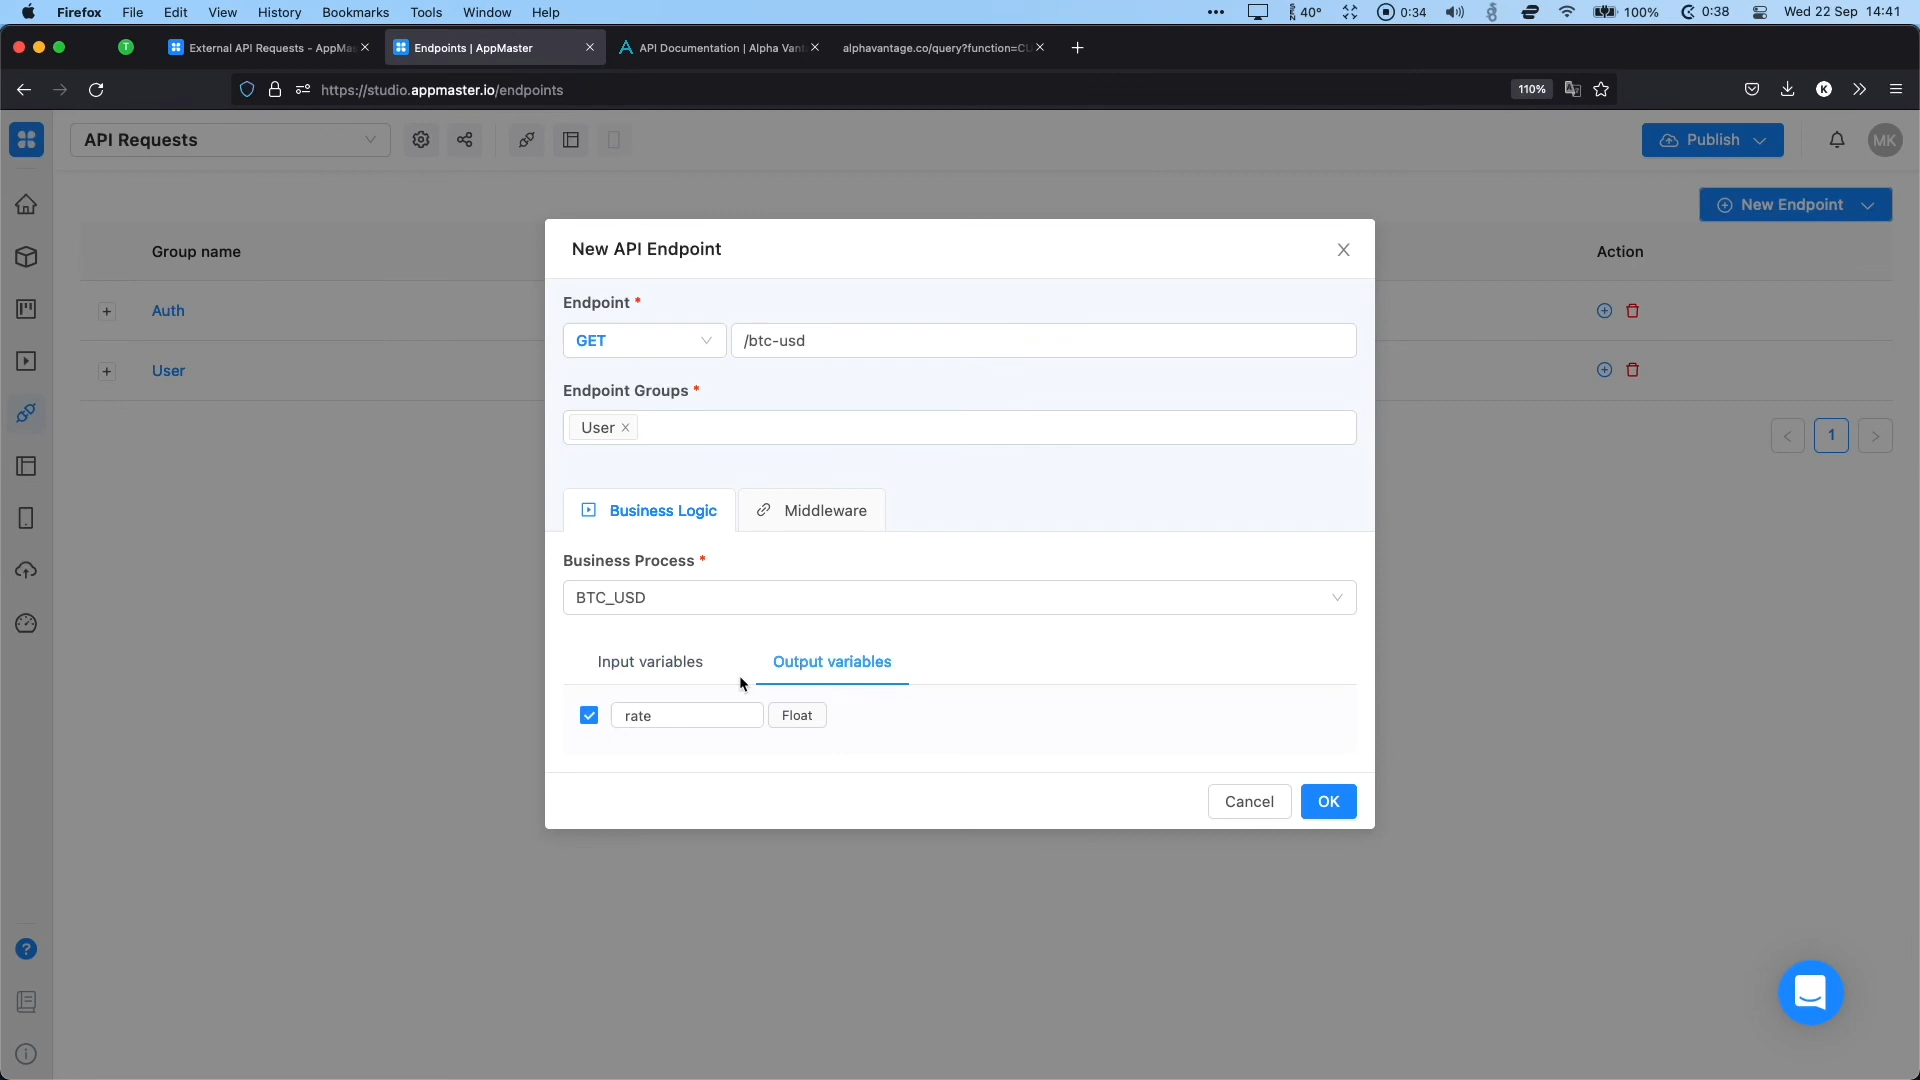 Firefox File Edit View History Bookmarks Tools Window Help ••• 40° 0:34 100% 0:38 Wed 22 Sep 14:41
T External API Requests - AppMas Endpoints | AppMaster API Documentation | Alpha Vant alphavantage.co/query?function=CU
https://studio.appmaster.io/endpoints 110% K
API Requests Publish MK
New Endpoint
Group name Action
Auth
User
1
New API Endpoint
Endpoint *
GET /btc-usd
Endpoint Groups *
User
Business Logic Middleware
Business Process *
BTC_USD
Input variables Output variables
rate Float
Cancel OK